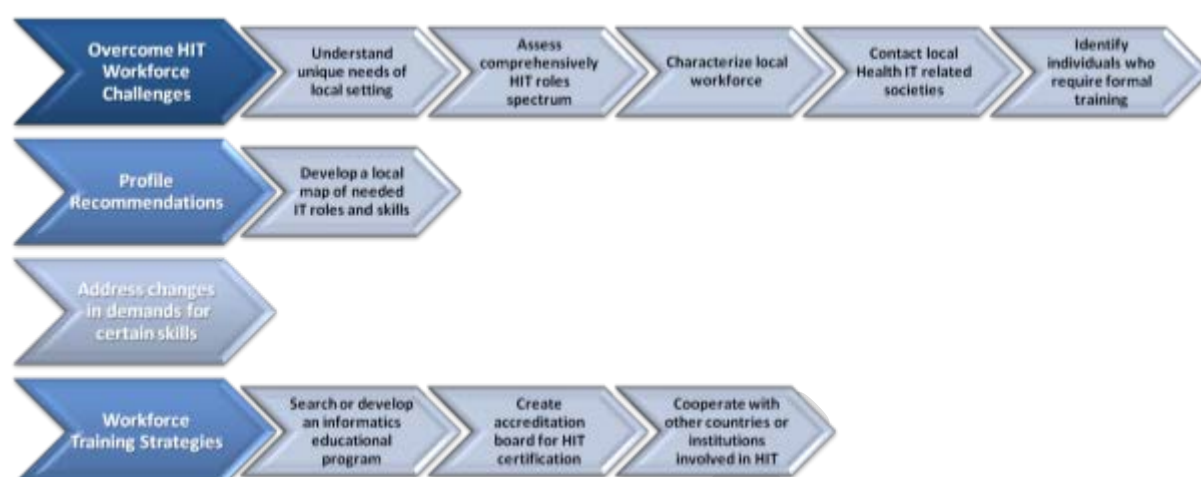 Overcome HIT
Workforce
Challenges
Understand
unique needs of
local setting
Assess
comprehensively
HIT roles
spectrum
Characterize local
workforce
Contact local
Health IT related
societies
Identify
individuals who
require formal
training
Profile
Recommendations
Develop a local
map of needed
IT roles and skills
Address changes
in demands for
certain skills
Workforce
Training Strategies
Search or develop
an informatics
educational
program
Create
accreditation
board for HIT
certification
Cooperate with
other countries or
institutions
involved in HIT